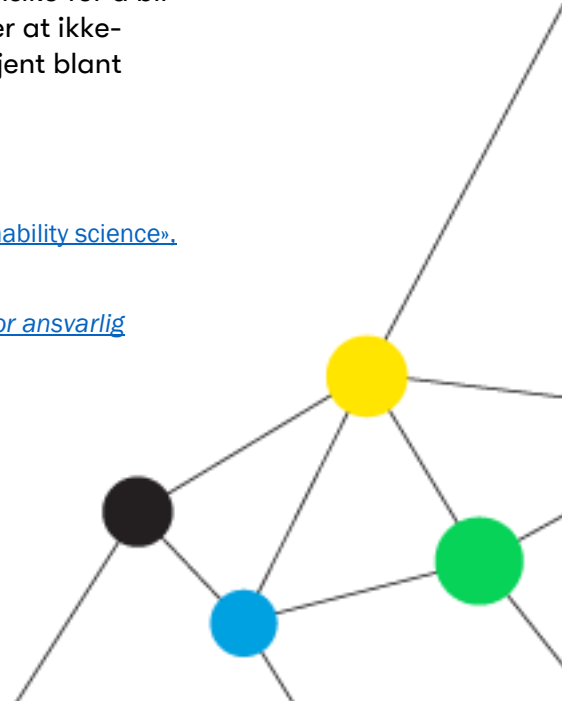 er at ikke-
jent blant
ability science»,
or ansvarlig